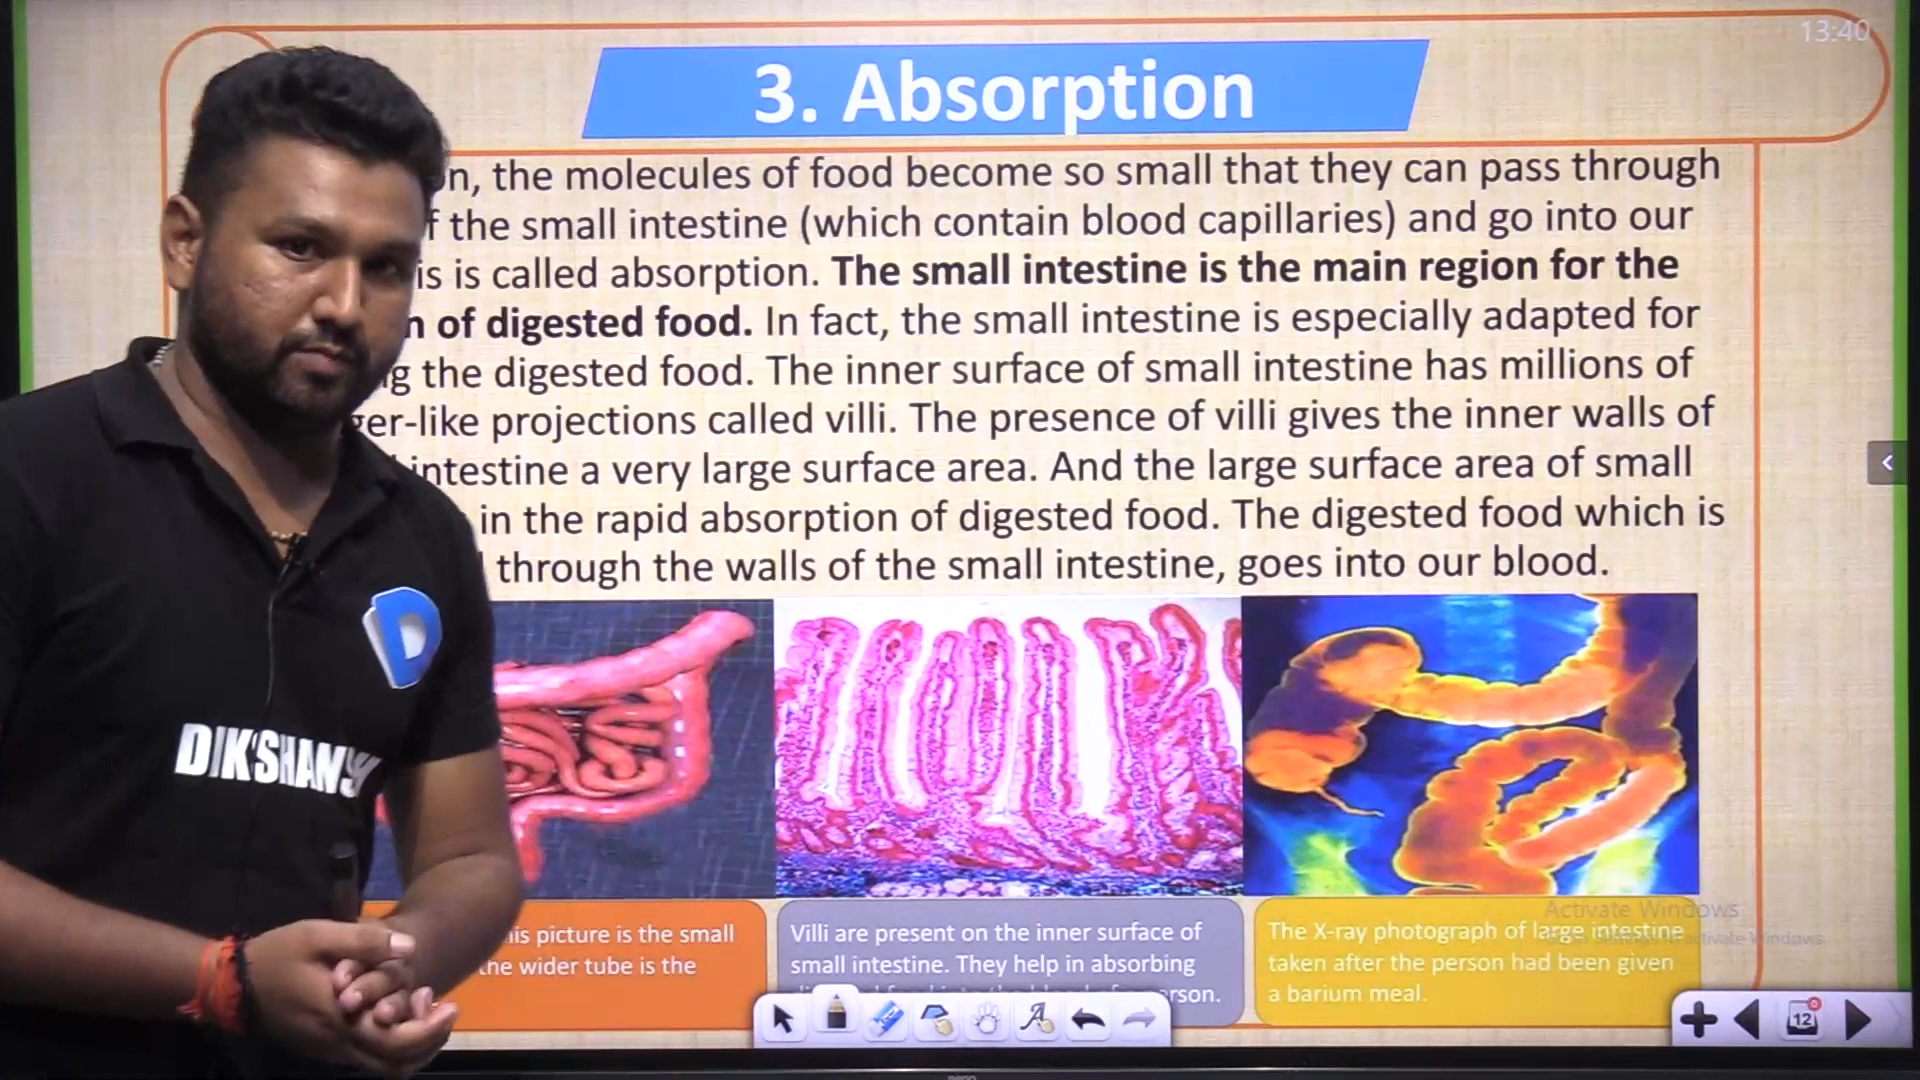 13:40
3. Absorption
n, the molecules of food become so small that they can pass through
f the small intestine (which contain blood capillaries) and go into our
is is called absorption. The small intestine is the main region for the
n of digested food. In fact, the small intestine is especially adapted for
g the digested food. The inner surface of small intestine has millions of
ger-like projections called villi. The presence of villi gives the inner walls of
intestine a very large surface area. And the large surface area of small
in the rapid absorption of digested food. The digested food which is
through the walls of the small intestine, goes into our blood.
D
DIKSHANT
his picture is the small
the wider tube is the
Villi are present on the inner surface of
small intestine. They help in absorbing
rson.
The X-ray photograph of large intestine
taken after the person had been given
a barium meal.
Activate Windows
12